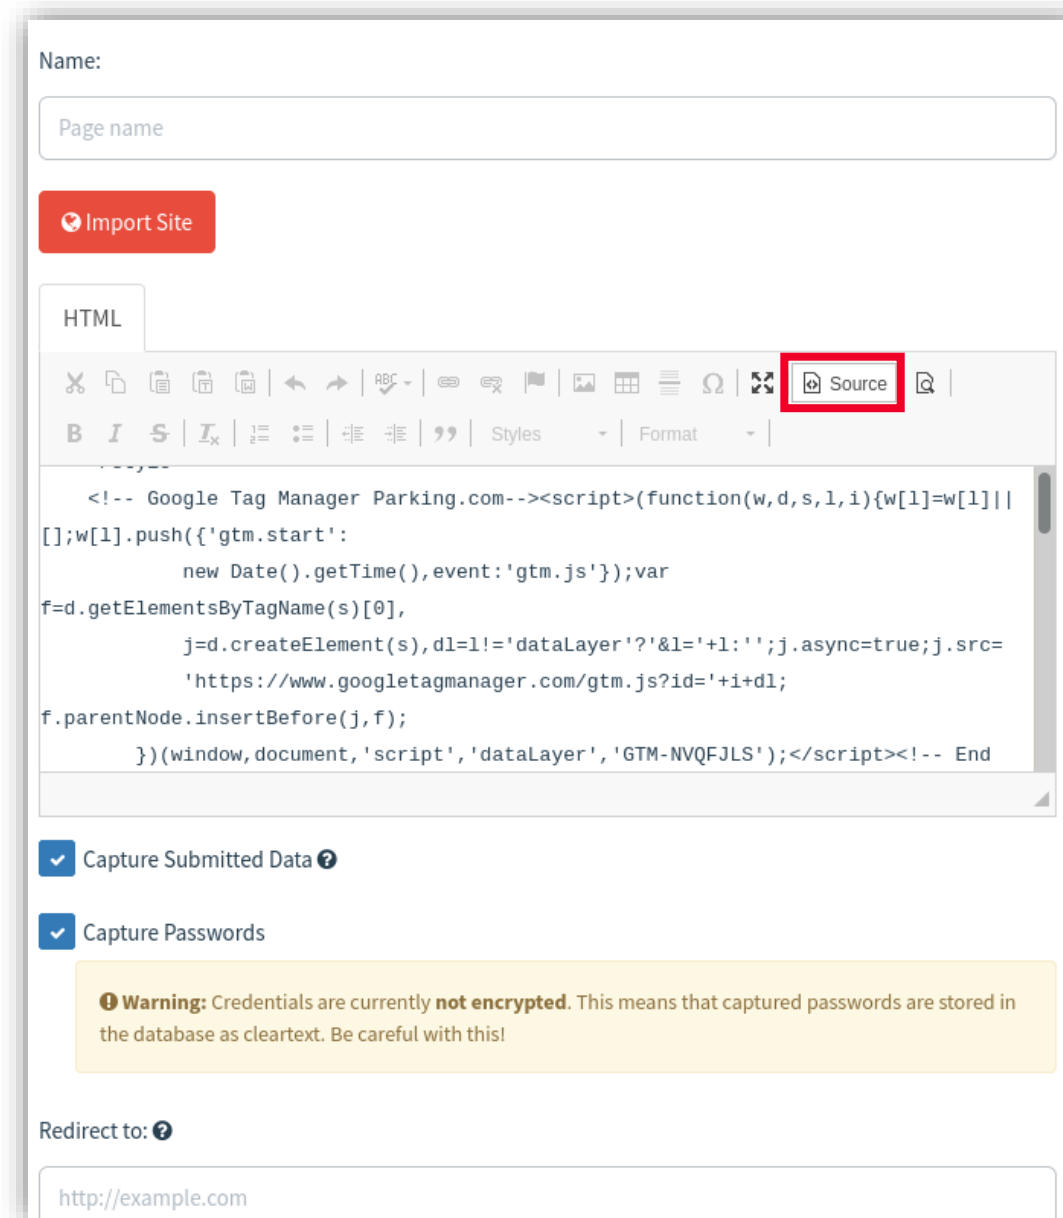 Name:
Page name
Import Site
HTML
ABC
Source
B I S Tx Styles Format
<!-- Google Tag Manager Parking.com--><script>(function(w,d,s,l,i){w[l]=w[l]||
[];w[l].push({'gtm.start':
new Date().getTime(),event:'gtm.js'});var
f=d.getElementsByTagName(s)[0],
j=d.createElement(s),dl=l!='dataLayer'?'&l='+l:'';j.async=true;j.src=
'https://www.googletagmanager.com/gtm.js?id='+i+dl;
f.parentNode.insertBefore(j,f);
})(window,document,'script','dataLayer','GTM-NVQFJLS');</script><!-- End
Capture Submitted Data
Capture Passwords
Warning: Credentials are currently not encrypted. This means that captured passwords are stored in
the database as cleartext. Be careful with this!
Redirect to:
http://example.com